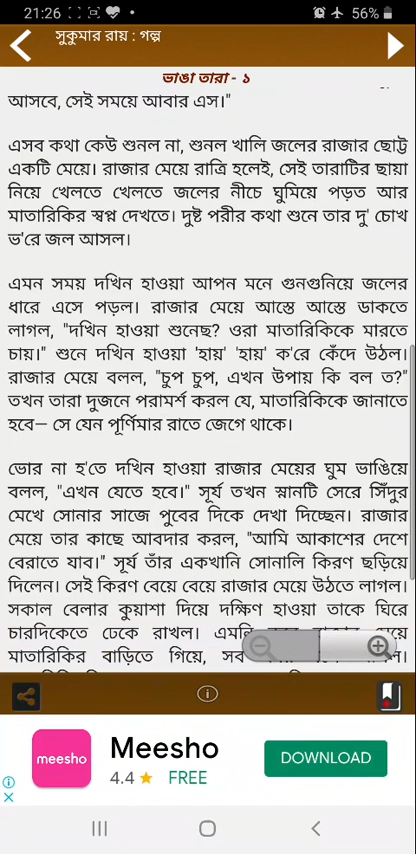 21:26
56%
সুকুমার রায় : গল্প
ভাঙা তারা - ১
আসবে, সেই সময়ে আবার এস।"
এসব কথা কেউ শুনল না, শুনল খালি জলের রাজার ছোট্ট
একটি মেয়ে। রাজার মেয়ে রাত্রি হলেই, সেই তারাটির ছায়া
নিয়ে খেলতে খেলতে জলের নীচে ঘুমিয়ে পড়ত আর
মাতারিকির স্বপ্ন দেখতে। দুষ্ট পরীর কথা শুনে তার দু' চোখ
ভ'রে জল আসল।
এমন সময় দখিন হাওয়া আপন মনে গুনগুনিয়ে জলের
ধারে এসে পড়ল। রাজার মেয়ে আস্তে আস্তে ডাকতে
লাগল, "দখিন হাওয়া শুনেছ? ওরা মাতারিকিকে মারতে
চায়।" শুনে দখিন হাওয়া 'হায়' 'হায়' ক'রে কেঁদে উঠল।
রাজার মেয়ে বলল, "চুপ চুপ, এখন উপায় কি বল ত?"
তখন তারা দুজনে পরামর্শ করল যে, মাতারিকিকে জানাতে
হবে— সে যেন পূর্ণিমার রাতে জেগে থাকে।
ভোর না হ'তে দখিন হাওয়া রাজার মেয়ের ঘুম ভাঙিয়ে
বলল, "এখন যেতে হবে।" সূর্য তখন স্নানটি সেরে সিঁদুর
মেখে সোনার সাজে পুবের দিকে দেখা দিচ্ছেন। রাজার
মেয়ে তার কাছে আবদার করল, "আমি আকাশের দেশে
বেরাতে যাব।" সূর্য তাঁর একখানি সোনালি কিরণ ছড়িয়ে
দিলেন। সেই কিরণ বেয়ে বেয়ে রাজার মেয়ে উঠতে লাগল।
সকাল বেলার কুয়াশা দিয়ে দক্ষিণ হাওয়া তাকে ঘিরে
চারদিকেতে ঢেকে রাখল। এমনি
মাতারিকির বাড়িতে গিয়ে, সব
meesho
Meesho
4.4 ★ FREE
DOWNLOAD